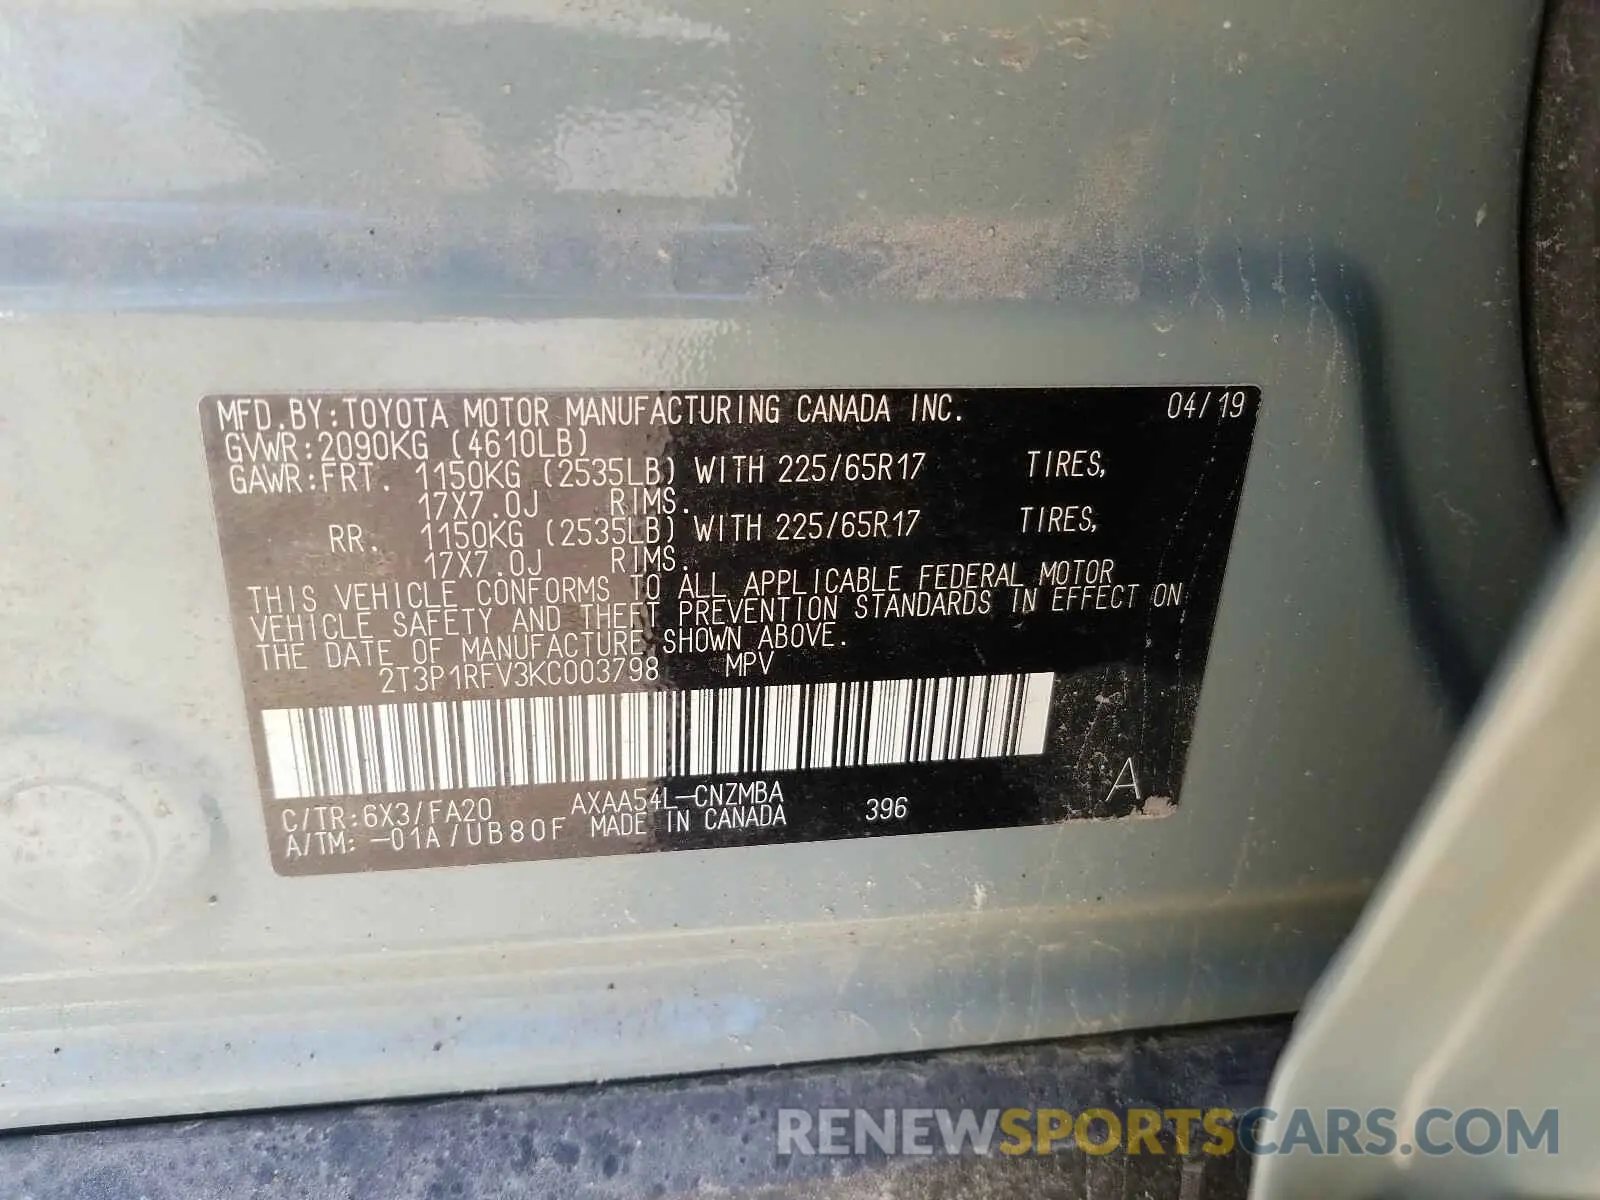 MFD.BY:TOYOTA MOTOR MANUFACTURING CANADA INC. 04/19
GVWR:2090KG (4610LB)
GAWR:FRT. 1150KG (2535LB) WITH 225/65R17 TIRES,
17X7.0J RIMS.
RR. 1150KG (2535LB) WITH 225/65R17 TIRES,
17X7.0J RIMS.
THIS VEHICLE CONFORMS TO ALL APPLICABLE FEDERAL MOTOR
VEHICLE SAFETY AND THEFT PREVENTION STANDARDS IN EFFECT ON
THE DATE OF MANUFACTURE SHOWN ABOVE.
2T3P1RFV3KC003798 MPV
A
C/TR:6X3/FA20 AXAA54L-CNZMBA
A/TM: -01A/UB80F MADE IN CANADA 396
RENEWSPORTSCARS.COM